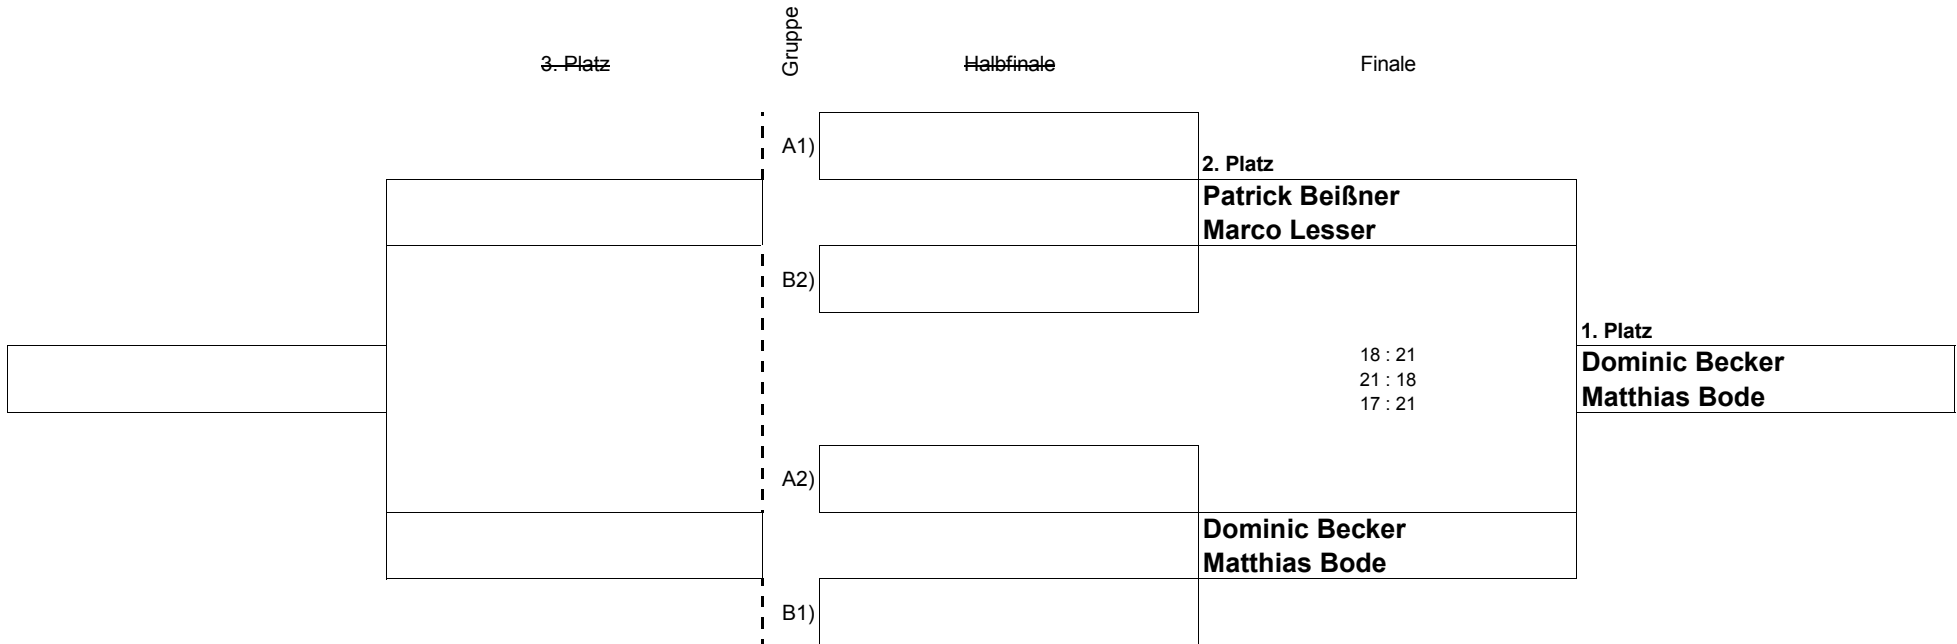 Gruppe
3. Platz
Halbfinale
Finale
A1)
2. Platz
Patrick Beißner
Marco Lesser
B2)
1. Platz
18 : 21
21 : 18
17 : 21
Dominic Becker
Matthias Bode
A2)
Dominic Becker
Matthias Bode
B1)